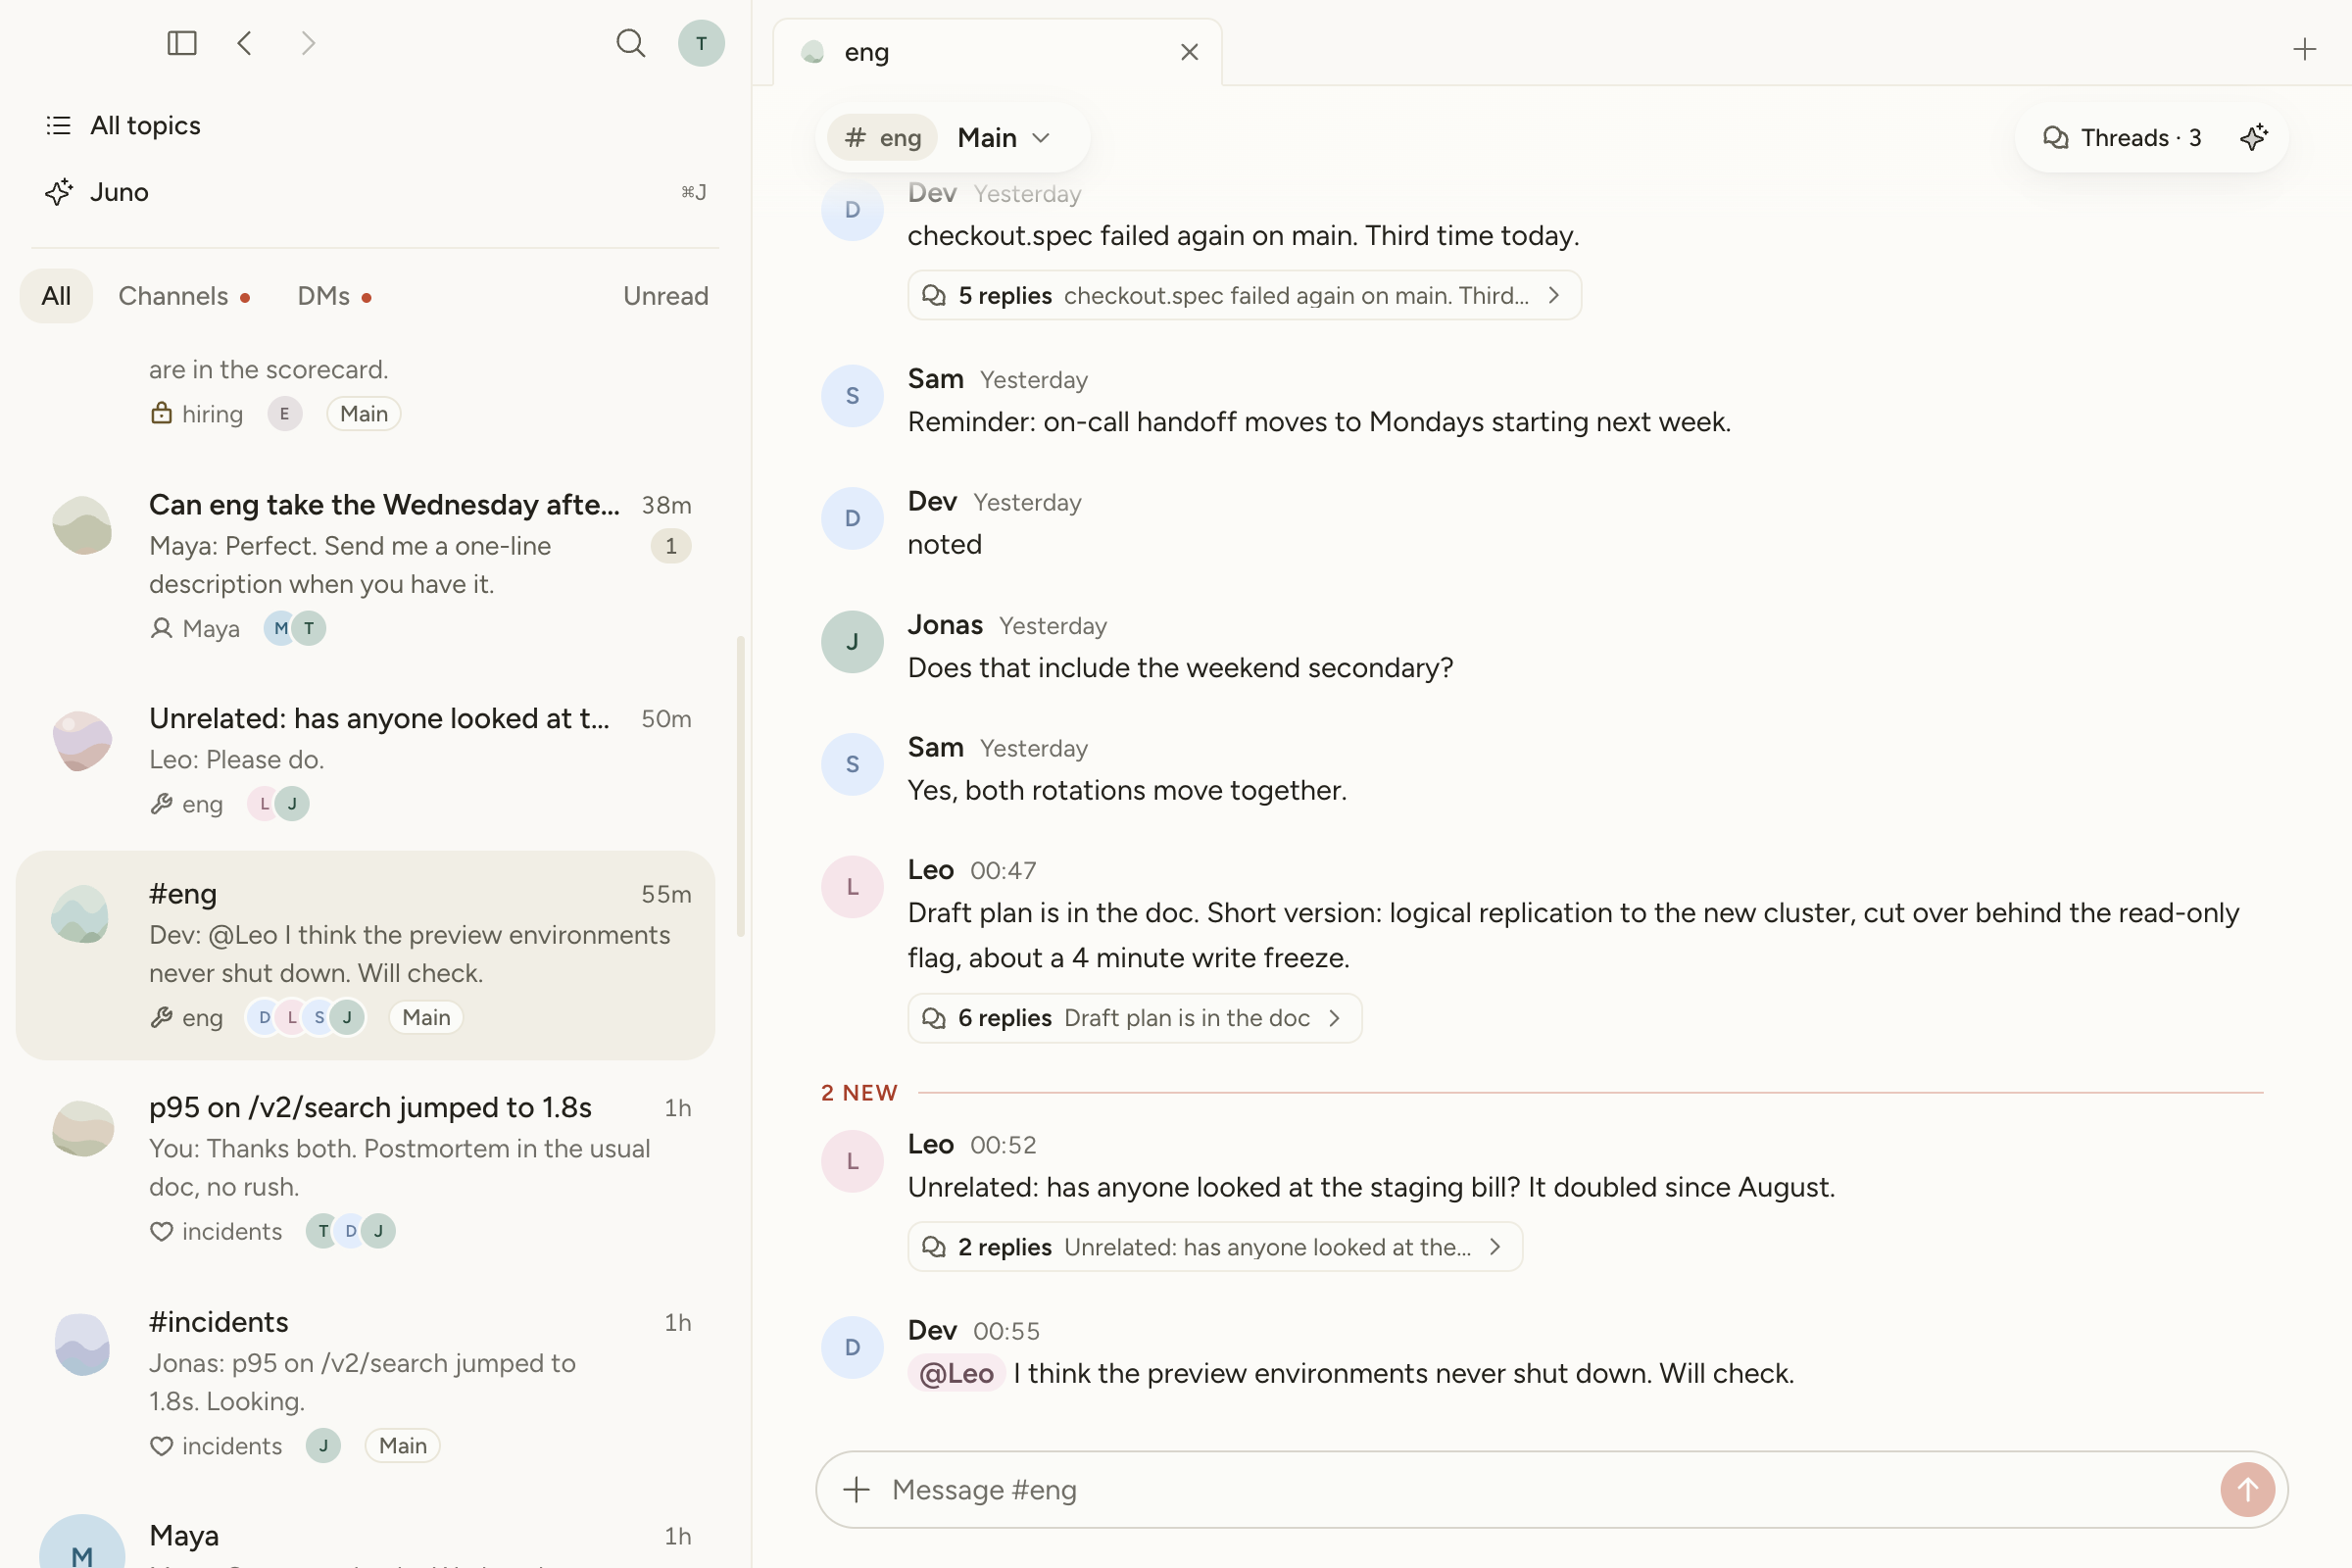 T
All topics
Juno
⌘J
All
Channels
DMs
Unread
are in the scorecard.
hiring
E
Main
Can eng take the Wednesday afte...
38m
Maya: Perfect. Send me a one-line
1
description when you have it.
Maya
M
T
Unrelated: has anyone looked at t...
50m
Leo: Please do.
eng
L
J
#eng
55m
Dev: @Leo I think the preview environments
never shut down. Will check.
eng
D
L
S
J
Main
p95 on /v2/search jumped to 1.8s
1h
You: Thanks both. Postmortem in the usual
doc, no rush.
incidents
T
D
J
#incidents
1h
Jonas: p95 on /v2/search jumped to
1.8s. Looking.
incidents
J
Main
M
Maya
1h
eng
# eng
Main
Threads · 3
D
Dev Yesterday
checkout.spec failed again on main. Third time today.
5 replies checkout.spec failed again on main. Third...
S
Sam Yesterday
Reminder: on-call handoff moves to Mondays starting next week.
D
Dev Yesterday
noted
J
Jonas Yesterday
Does that include the weekend secondary?
S
Sam Yesterday
Yes, both rotations move together.
L
Leo 00:47
Draft plan is in the doc. Short version: logical replication to the new cluster, cut over behind the read-only
flag, about a 4 minute write freeze.
6 replies Draft plan is in the doc
2 NEW
L
Leo 00:52
Unrelated: has anyone looked at the staging bill? It doubled since August.
2 replies Unrelated: has anyone looked at the...
D
Dev 00:55
@Leo I think the preview environments never shut down. Will check.
Message #eng